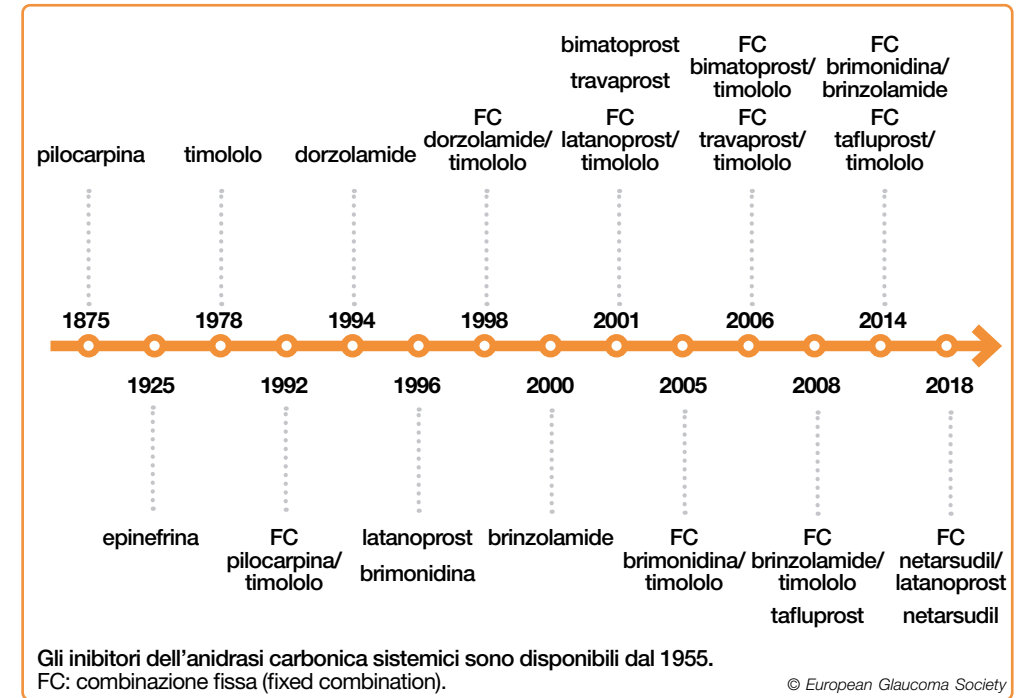 bimatoprost
travaprost
FC
bimatoprost/
timololo
FC
brimonidina/
brinzolamide
pilocarpina
timololo
dorzolamide
FC
dorzolamide/
timololo
FC
latanoprost/
timololo
FC
travaprost/
timololo
FC
tafluprost/
timololo
1875
1978
1994
1998
2001
2006
2014
1925
1992
1996
2000
2005
2008
2018
epinefrina
FC
pilocarpina/
timololo
latanoprost
brimonidina
brinzolamide
FC
brimonidina/
timololo
FC
brinzolamide/
timololo
tafluprost
FC
netarsudil/
latanoprost
netarsudil
Gli inibitori dell'anidrasi carbonica sistemici sono disponibili dal 1955.
FC: combinazione fissa (fixed combination).
© European Glaucoma Society